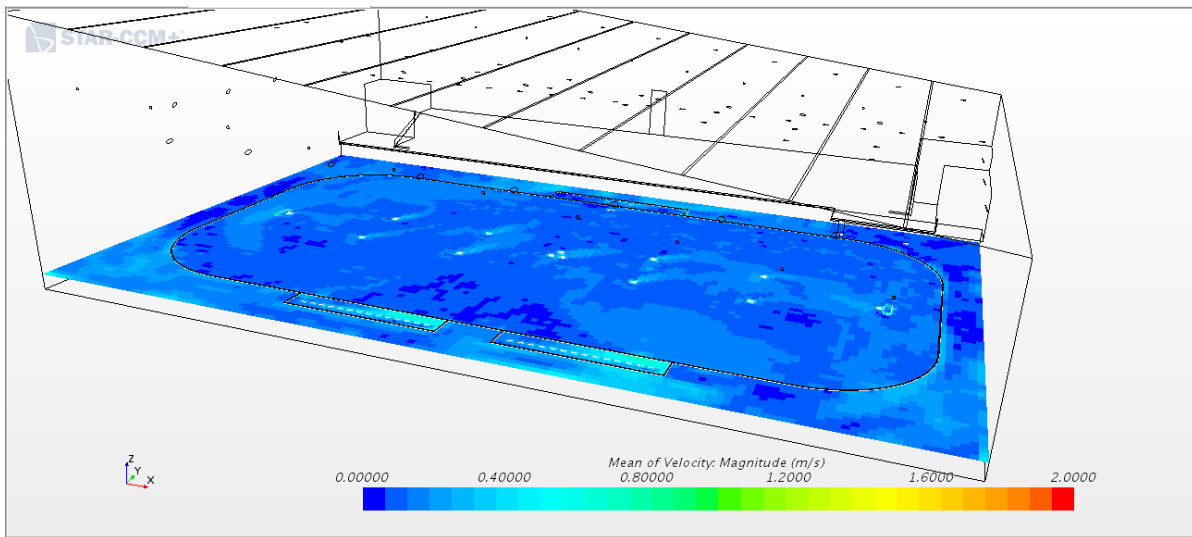 STAR-CCM+
Z
Y
X
Mean of Velocity: Magnitude (m/s)
0.00000 0.40000 0.80000 1.2000 1.6000 2.0000